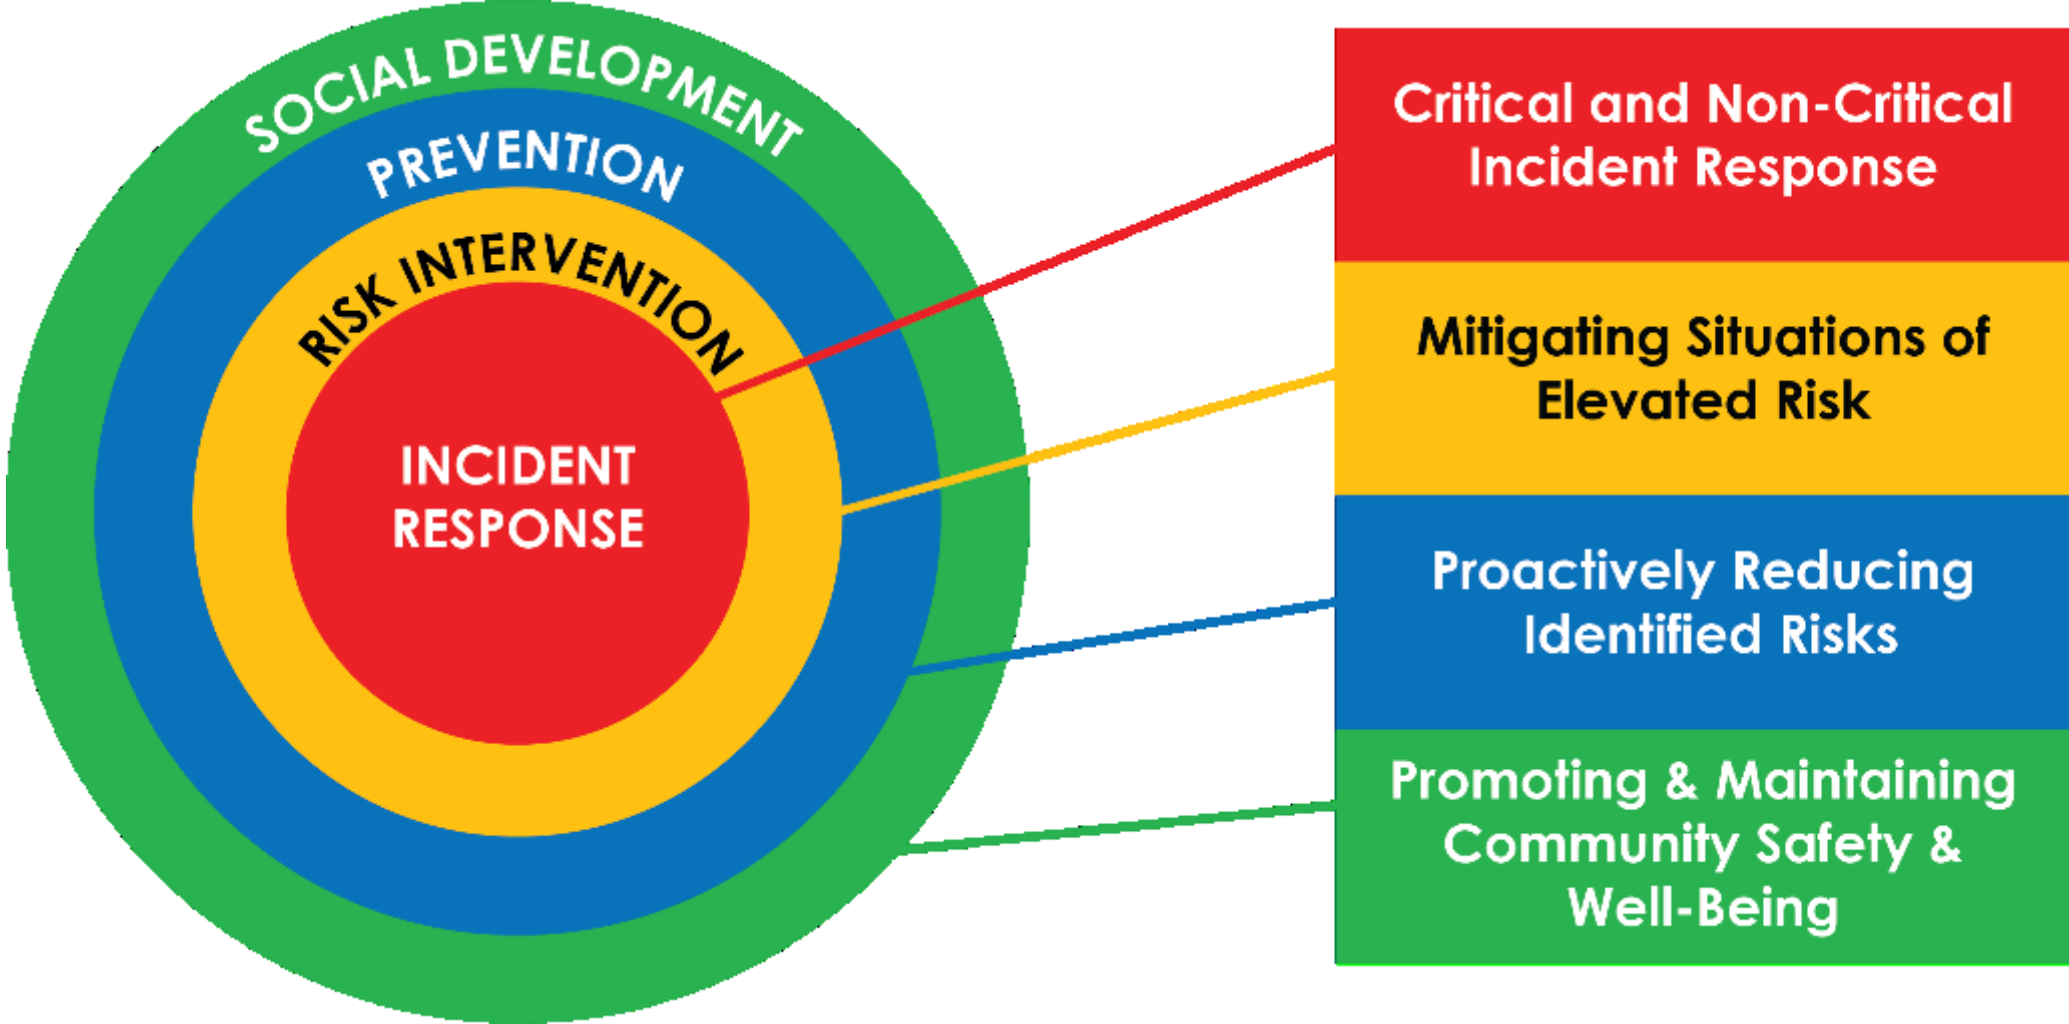 SOCIAL DEVELOPMENT
PREVENTION
RISK INTERVENTION
INCIDENT
RESPONSE
Critical and Non-Critical
Incident Response
Mitigating Situations of
Elevated Risk
Proactively Reducing
Identified Risks
Promoting & Maintaining
Community Safety &
Well-Being